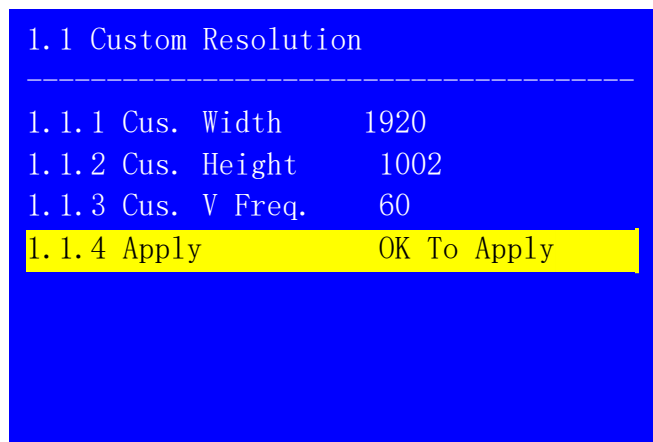 1.1 Custom Resolution
--------------------------------------
1.1.1 Cus. Width 1920
1.1.2 Cus. Height 1002
1.1.3 Cus. V Freq. 60
1.1.4 Apply OK To Apply